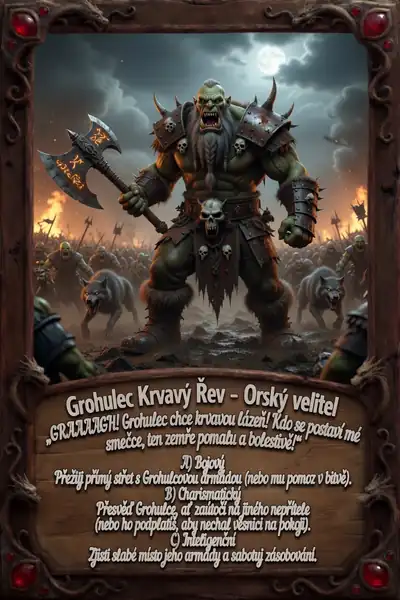 Grohulec Krvavý Řev – Orský velitel
„GRAAAAGH! Grohulec chce krvavou lázeň! Kdo se postaví mé
smečce, ten zemře pomalu a bolestivě!“
A) Bojový
Přežij přímý střet s Grohulcovou armádou (nebo mu pomoz v bitvě).
B) Charismatický
Přesvěď Grohulce, ať zaútočí na jiného nepřítele
(nebo ho podplatíš, aby nechal vesnici na pokoji).
C) Inteligenční
Zjisti slabé místo jeho armády a sabotuj zásobování.